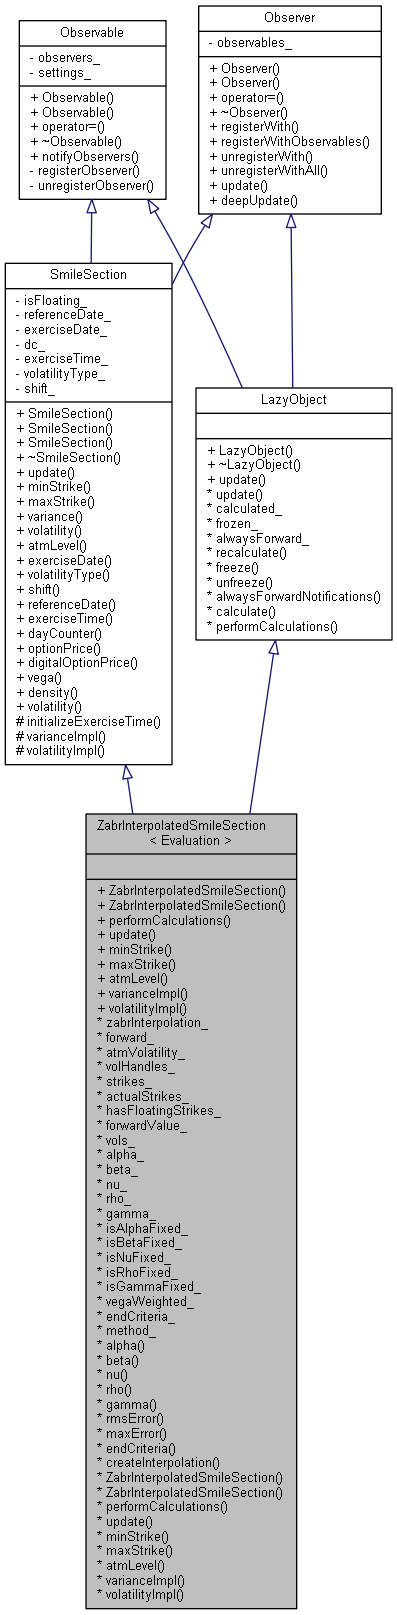 Observable
- observers_
- settings_
+ Observable()
+ Observable()
+ operator=()
+ ~Observable()
+ notifyObservers()
- registerObserver()
- unregisterObserver()
Observer
- observables_
+ Observer()
+ Observer()
+ operator=()
+ ~Observer()
+ registerWith()
+ registerWithObservables()
+ unregisterWith()
+ unregisterWithAll()
+ update()
+ deepUpdate()
SmileSection
- isFloating_
- referenceDate_
- exerciseDate_
- dc_
- exerciseTime_
- volatilityType_
- shift_
+ SmileSection()
+ SmileSection()
+ SmileSection()
+ ~SmileSection()
+ update()
+ minStrike()
+ maxStrike()
+ variance()
+ volatility()
+ atmLevel()
+ exerciseDate()
+ volatilityType()
+ shift()
+ referenceDate()
+ exerciseTime()
+ dayCounter()
+ optionPrice()
+ digitalOptionPrice()
+ vega()
+ density()
+ volatility()
# initializeExerciseTime()
# varianceImpl()
# volatilityImpl()
LazyObject
+ LazyObject()
+ ~LazyObject()
+ update()
* update()
* calculated_
* frozen_
* alwaysForward_
* recalculate()
* freeze()
* unfreeze()
* alwaysForwardNotifications()
* calculate()
* performCalculations()
ZabrInterpolatedSmileSection
< Evaluation >
+ ZabrInterpolatedSmileSection()
+ ZabrInterpolatedSmileSection()
+ performCalculations()
+ update()
+ minStrike()
+ maxStrike()
+ atmLevel()
+ varianceImpl()
+ volatilityImpl()
* zabrInterpolation_
* forward_
* atmVolatility_
* volHandles_
* strikes_
* actualStrikes_
* hasFloatingStrikes_
* forwardValue_
* vols_
* alpha_
* beta_
* nu_
* rho_
* gamma_
* isAlphaFixed_
* isBetaFixed_
* isNuFixed_
* isRhoFixed_
* isGammaFixed_
* vegaWeighted_
* endCriteria_
* method_
* alpha()
* beta()
* nu()
* rho()
* gamma()
* rmsError()
* maxError()
* endCriteria()
* createInterpolation()
* ZabrInterpolatedSmileSection()
* ZabrInterpolatedSmileSection()
* performCalculations()
* update()
* minStrike()
* maxStrike()
* atmLevel()
* varianceImpl()
* volatilityImpl()